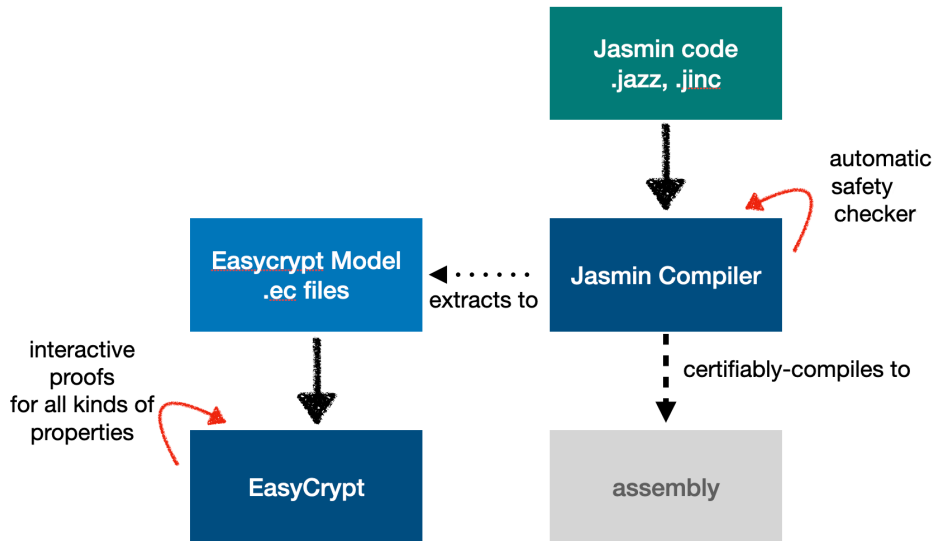 Jasmin code
.jazz, .jinc
automatic
safety
checker
Easycrypt Model
.ec files
extracts to
Jasmin Compiler
interactive
proofs
for all kinds of
properties
certifiably-compiles to
EasyCrypt
assembly